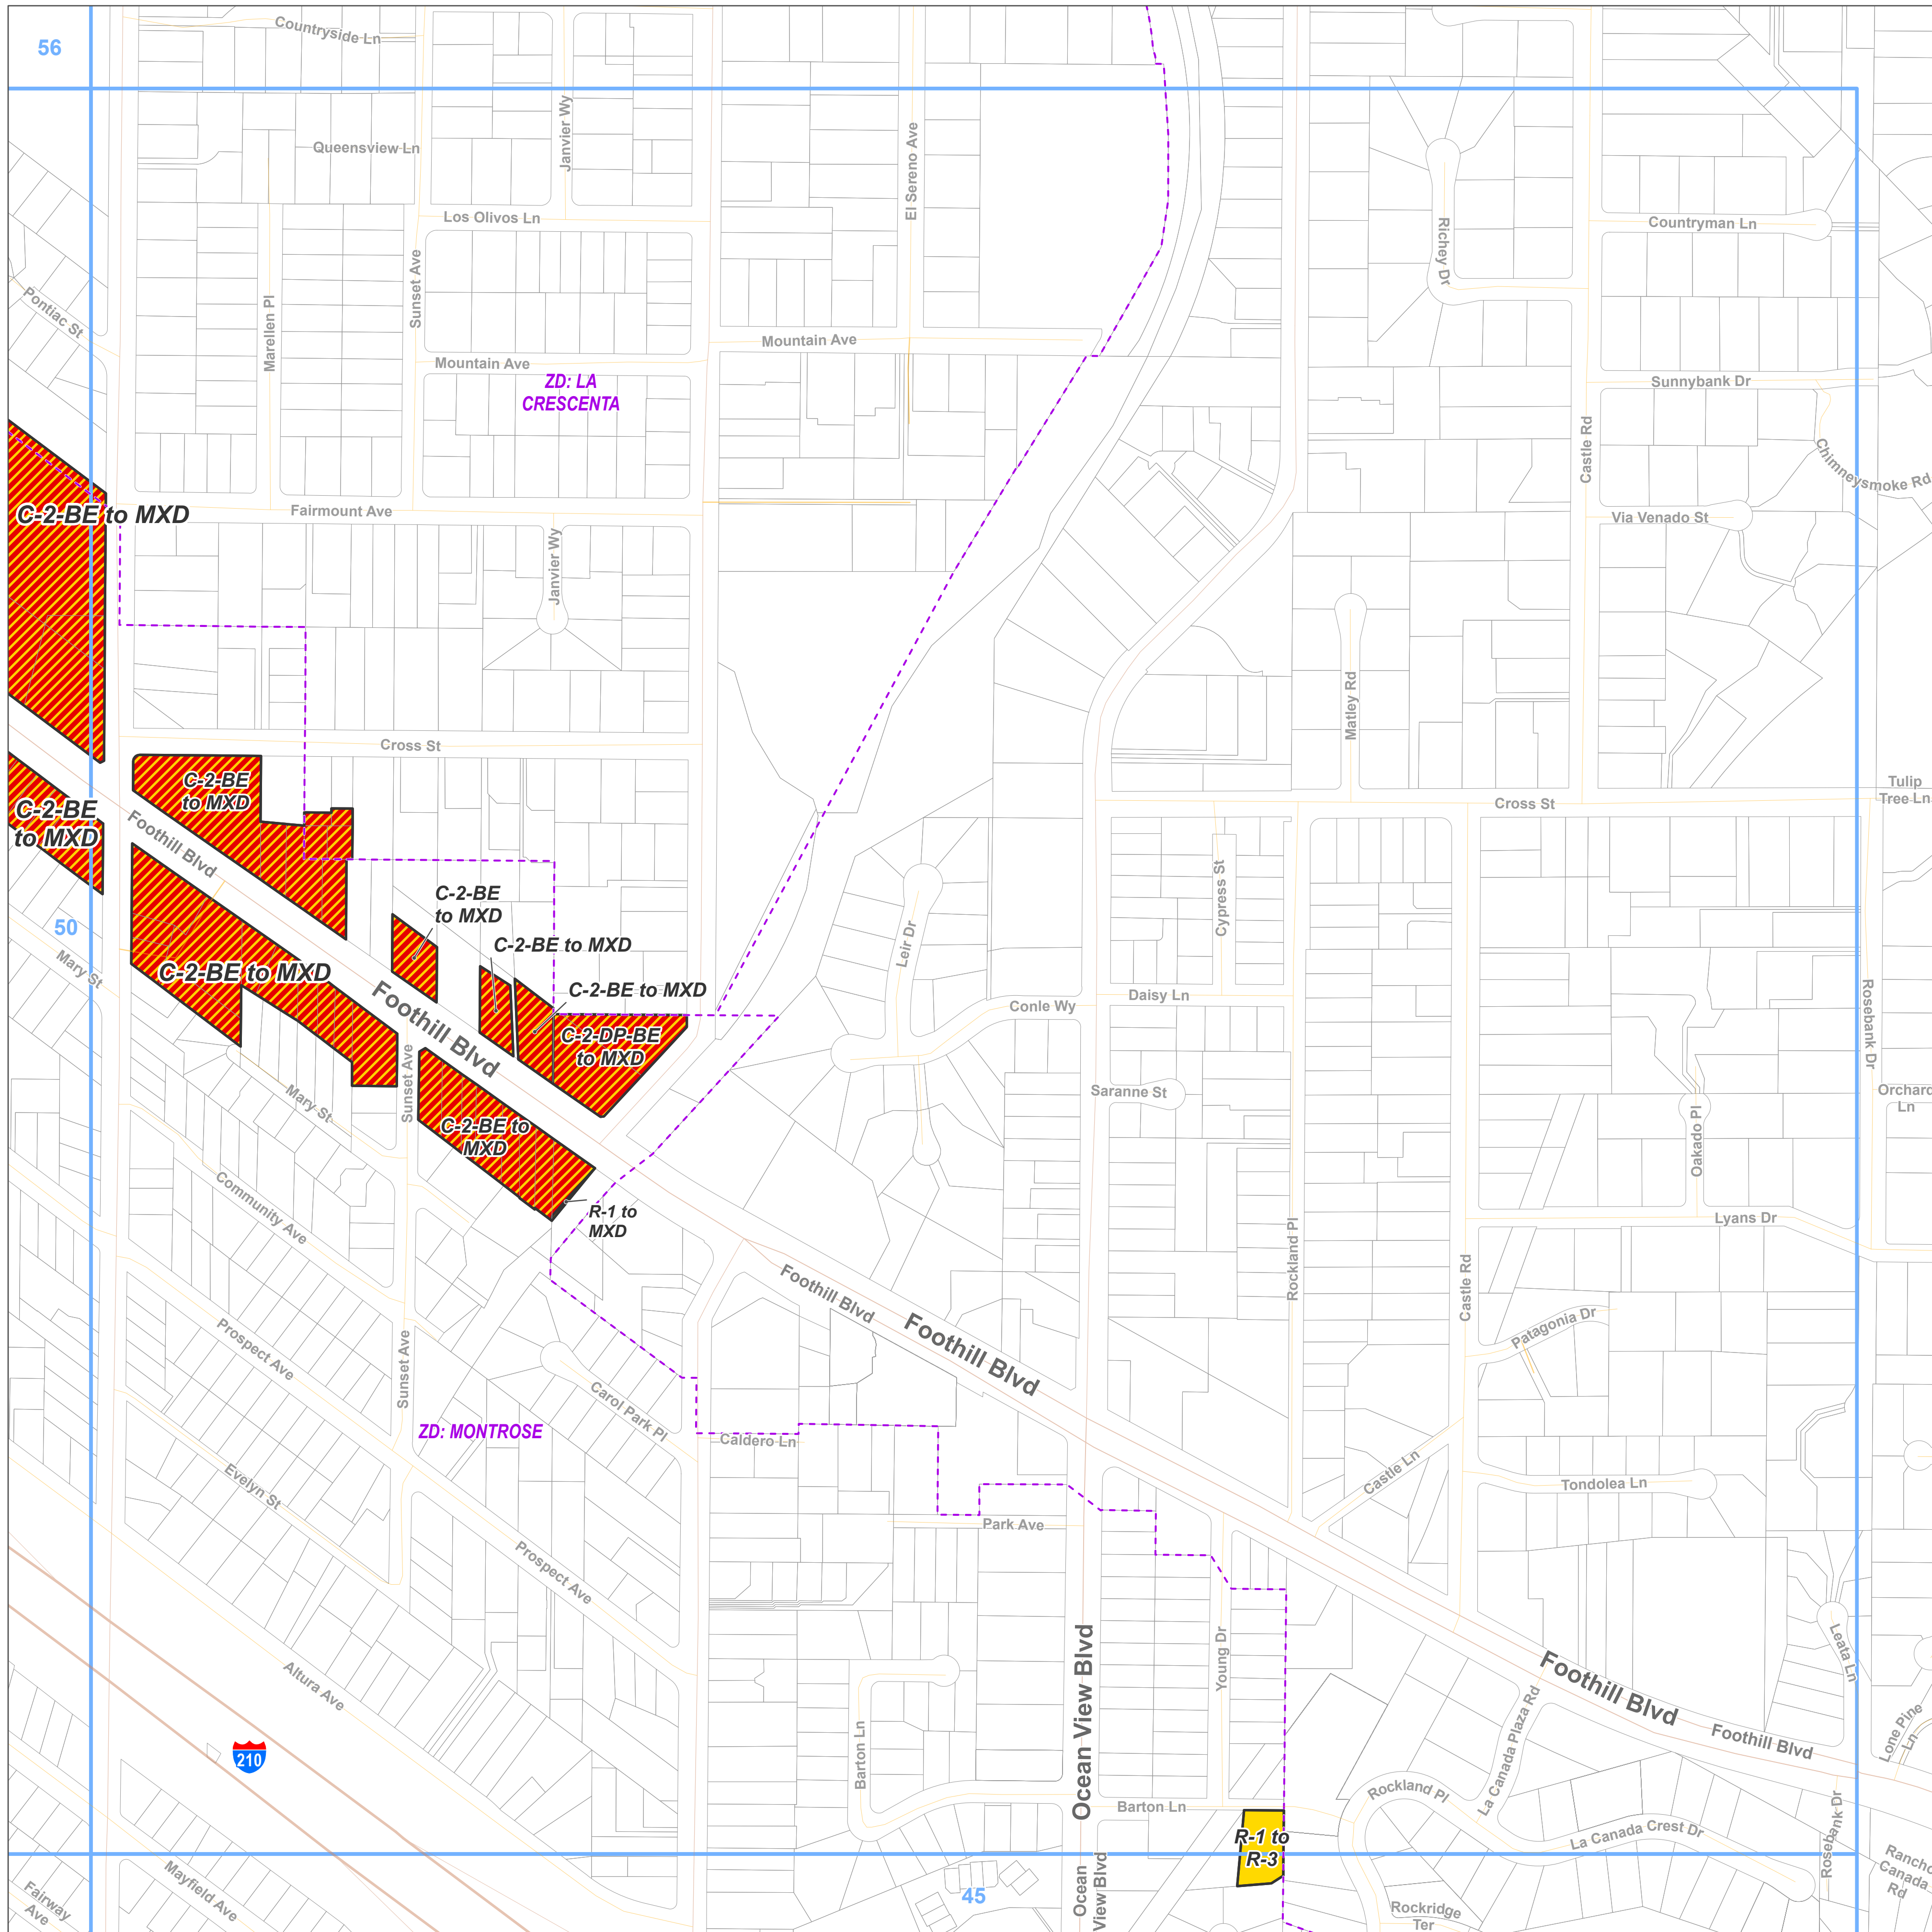 56
Countryside Ln
Queensview Ln
Janvier Wy
El Sereno Ave
Los Olivos Ln
Countryman Ln
Richey Dr
Sunset Ave
Pontiac St
Marellen Pl
Mountain Ave
Mountain Ave
ZD: LA
CRESCENTA
Sunnybank Dr
Castle Rd
Chimneysmoke Rd
C-2-BE to MXD
Fairmount Ave
Via Venado St
Janvier Wy
Matley Rd
Cross St
C-2-BE
to MXD
Tulip
Tree Ln
Cross St
C-2-BE
to MXD
Foothill Blvd
C-2-BE
to MXD
Cypress St
50
Leir Dr
C-2-BE to MXD
Mary St
C-2-BE to MXD
C-2-BE to MXD
Daisy Ln
Conle Wy
Rosebank Dr
Foothill Blvd
C-2-DP-BE
to MXD
Sunset Ave
Mary St
Saranne St
Orchard
Ln
C-2-BE to
MXD
Oakado Pl
Community Ave
R-1 to
MXD
Lyans Dr
Rockland Pl
Castle Rd
Foothill Blvd
Foothill Blvd
Patagonia Dr
Prospect Ave
Sunset Ave
Carol Park Pl
ZD: MONTROSE
Caldero Ln
Castle Ln
Tondolea Ln
Evelyn St
Park Ave
Prospect Ave
Ocean View Blvd
Young Dr
Leata Ln
Altura Ave
Foothill Blvd
La Canada Plaza Rd
Foothill Blvd
Lone Pine
Ln
210
Barton Ln
Barton Ln
Rockland Pl
R-1 to
R-3
La Canada Crest Dr
Rosebank Dr
Rancho
Canada
Rd
Mayfield Ave
Fairway
Ave
45
Ocean
View Blvd
Rockridge
Ter